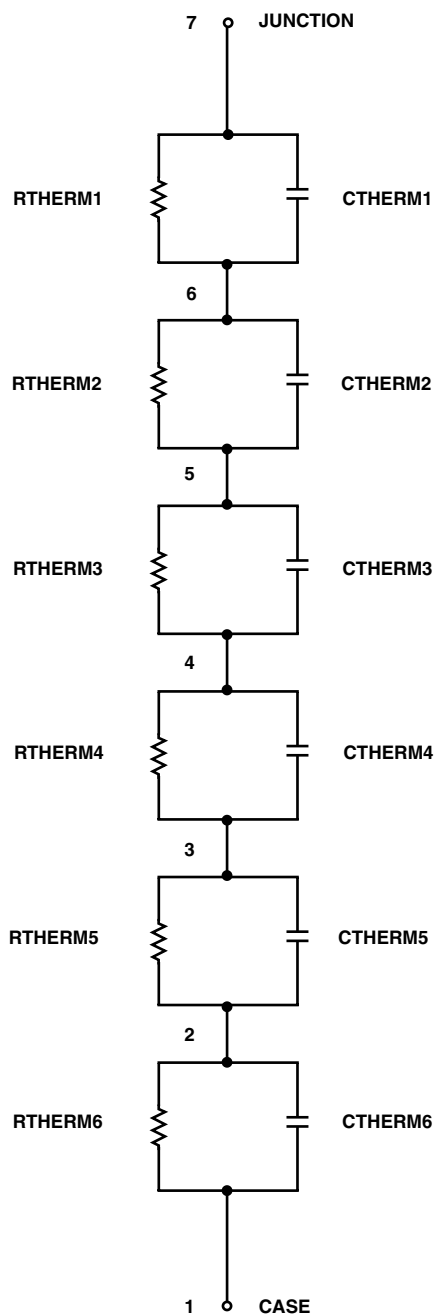 7 JUNCTION
RTHERM1 CTHERM1
6
RTHERM2 CTHERM2
5
RTHERM3 CTHERM3
4
RTHERM4 CTHERM4
3
RTHERM5 CTHERM5
2
RTHERM6 CTHERM6
1 CASE